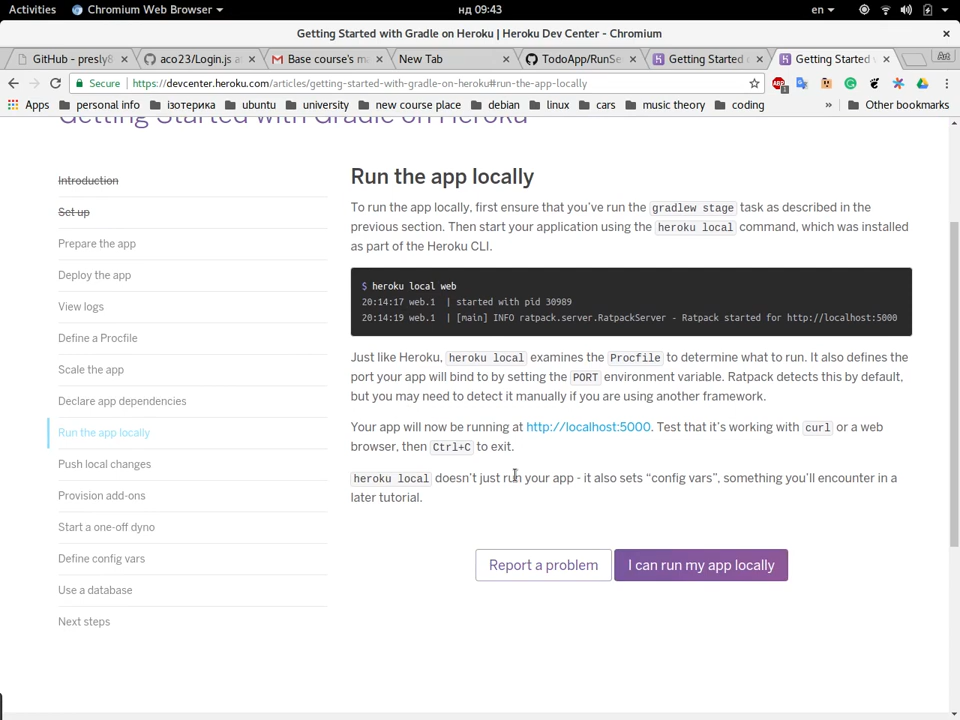 Activities Chromium Web Browser нд 09:43 en
Getting Started with Gradle on Heroku | Heroku Dev Center - Chromium
GitHub - presly8 aco23/Login.js at Base course's ma New Tab TodoApp/RunSe Getting Started Getting Started
Secure https://devcenter.heroku.com/articles/getting-started-with-gradle-on-heroku#run-the-app-locally
Apps personal info ізотерика ubuntu university new course place debian linux cars music theory coding » Other bookmarks
Getting Started with Gradle on Heroku
Introduction
Set up
Prepare the app
Deploy the app
View logs
Define a Procfile
Scale the app
Declare app dependencies
Run the app locally
Push local changes
Provision add-ons
Start a one-off dyno
Define config vars
Use a database
Next steps
Run the app locally
To run the app locally, first ensure that you've run the gradlew stage task as described in the
previous section. Then start your application using the heroku local command, which was installed
as part of the Heroku CLI.
$ heroku local web
20:14:17 web.1 | started with pid 30989
20:14:19 web.1 | [main] INFO ratpack.server.RatpackServer - Ratpack started for http://localhost:5000
Just like Heroku, heroku local examines the Procfile to determine what to run. It also defines the
port your app will bind to by setting the PORT environment variable. Ratpack detects this by default,
but you may need to detect it manually if you are using another framework.
Your app will now be running at http://localhost:5000. Test that it's working with curl or a web
browser, then Ctrl+C to exit.
heroku local doesn't just run your app - it also sets “config vars”, something you'll encounter in a
later tutorial.
Report a problem I can run my app locally